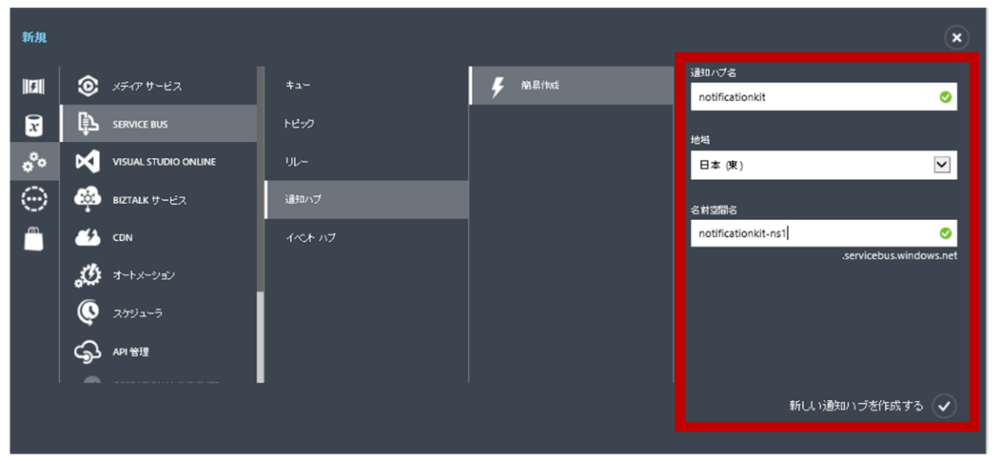 新規
メディア サービス
SERVICE BUS
VISUAL STUDIO ONLINE
BIZTALK サービス
CDN
オートメーション
スケジューラ
API 管理
キュー
トピック
リレー
通知ハブ
イベント ハブ
簡易作成
通知ハブ名
notificationkit
地域
日本 (東)
名前空間名
notificationkit-ns1
.servicebus.windows.net
新しい通知ハブを作成する